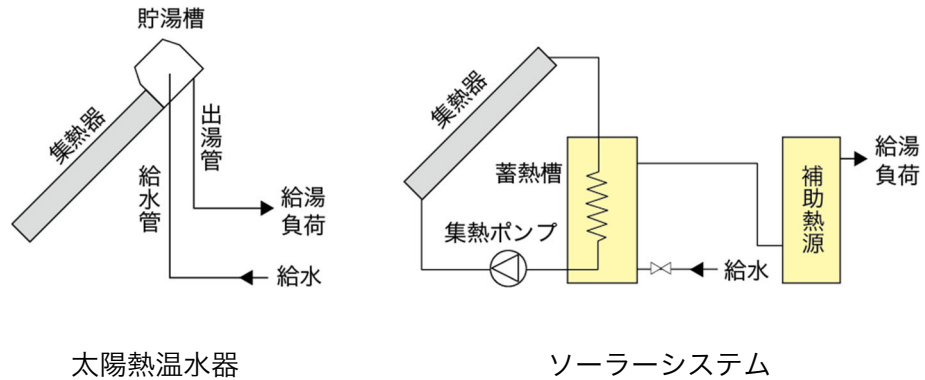 貯湯槽
集熱器
出湯管
給水管
給湯
負荷
給水
太陽熱温水器
集熱器
蓄熱槽
集熱ポンプ
補助熱源
給湯
負荷
給水
ソーラーシステム